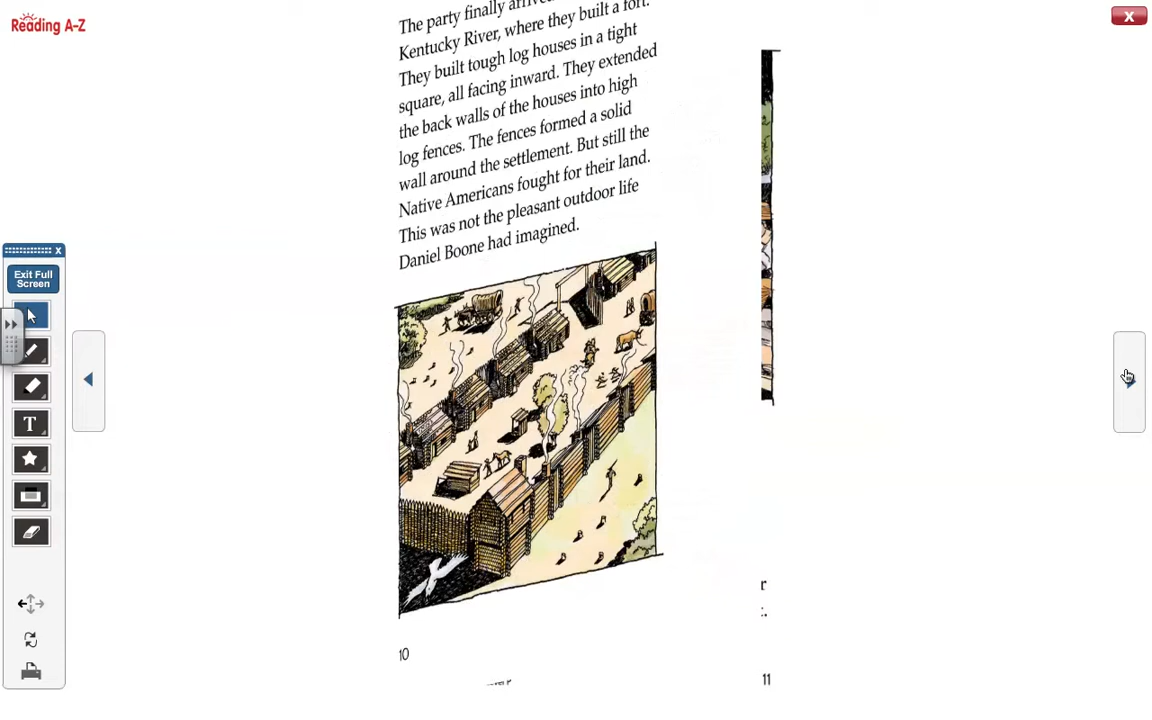 Reading A-Z
X
The party finally
Kentucky River, where they built a fort.
They built tough log houses in a tight
square, all facing inward. They extended
the back walls of the houses into high
log fences. The fences formed a solid
wall around the settlement. But still the
Native Americans fought for their land.
This was not the pleasant outdoor life
Daniel Boone had imagined.
x
Exit Full
Screen
T
r
10
11